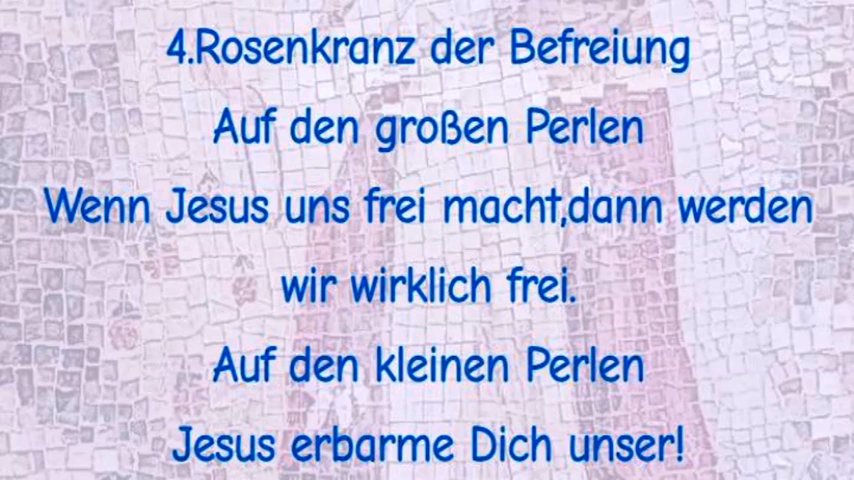 4.Rosenkranz der Befreiung
Auf den großen Perlen
Wenn Jesus uns frei macht,dann werden
wir wirklich frei.
Auf den kleinen Perlen
Jesus erbarme Dich unser!